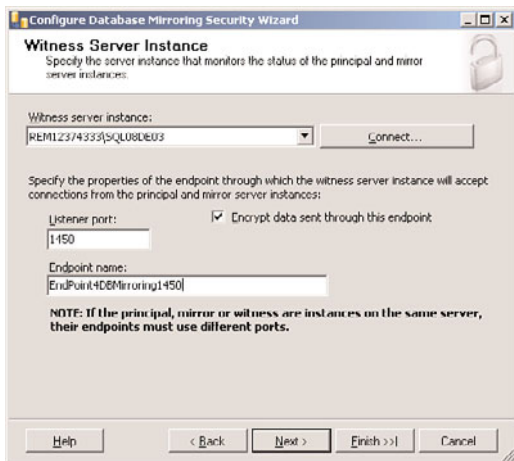 Configure Database Mirroring Security Wizard
Witness Server Instance
Specify the server instance that monitors the status of the principal and mirror
server instances.
Witness server instance:
REM12374333\SQL08DE03
Connect...
Specify the properties of the endpoint through which the witness server instance will accept
connections from the principal and mirror server instances:
Listener port:
Encrypt data sent through this endpoint
1450
Endpoint name:
EndPoint4DBMirroring1450
NOTE: If the principal, mirror or witness are instances on the same server,
their endpoints must use different ports.
Help
< Back
Next >
Finish >>|
Cancel